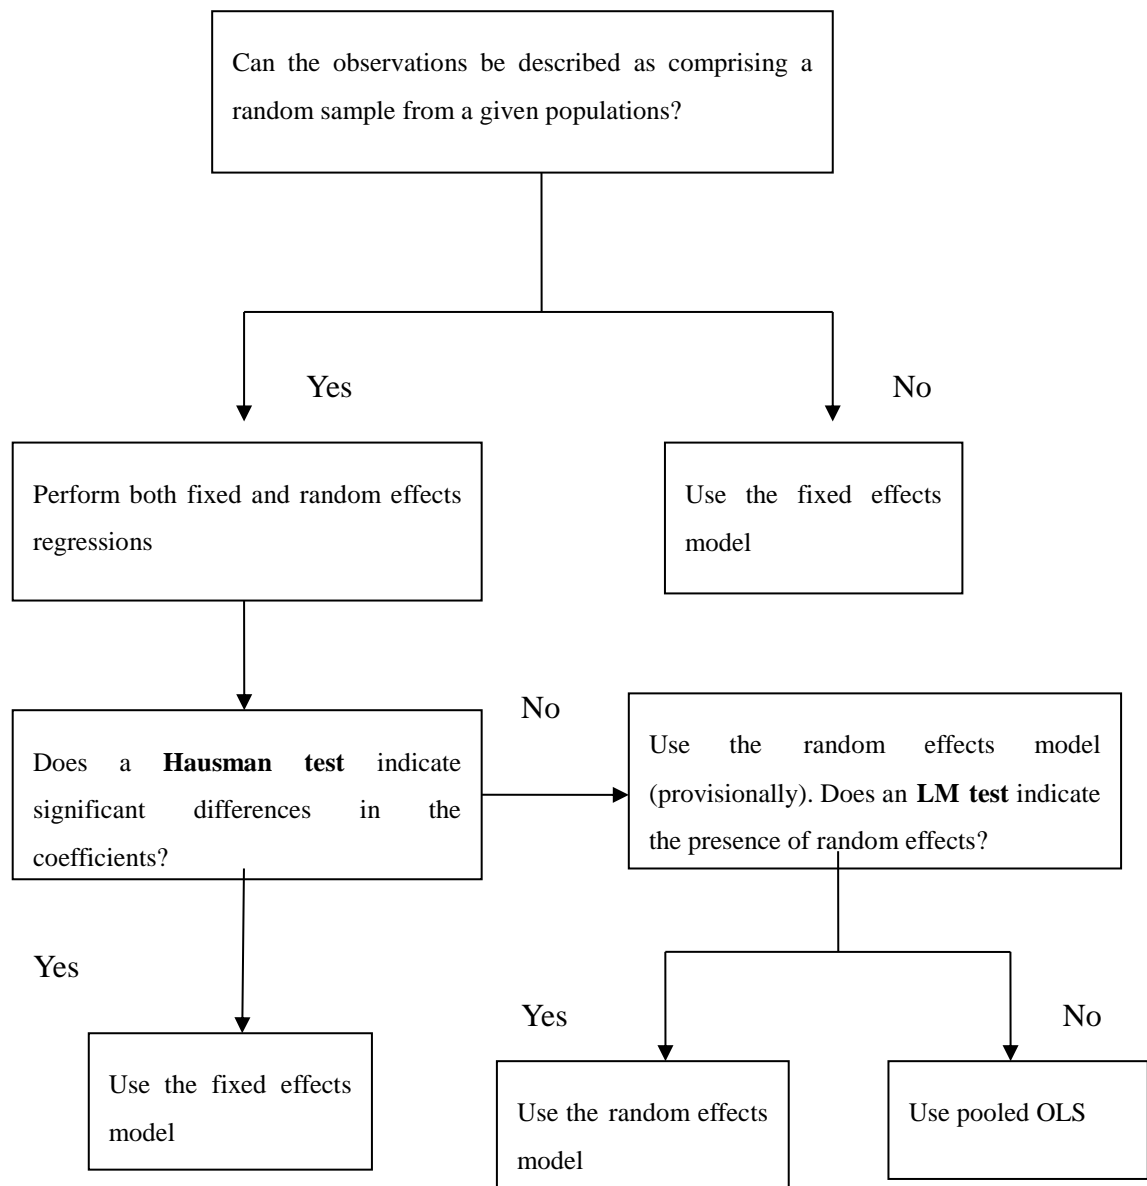 Can the observations be described as comprising a
random sample from a given populations?
Yes
No
Perform both fixed and random effects
regressions
Use the fixed effects
model
Does a Hausman test indicate
significant differences in the
coefficients?
No
Use the random effects model
(provisionally). Does an LM test indicate
the presence of random effects?
Yes
Yes
No
Use the fixed effects
model
Use the random effects
model
Use pooled OLS